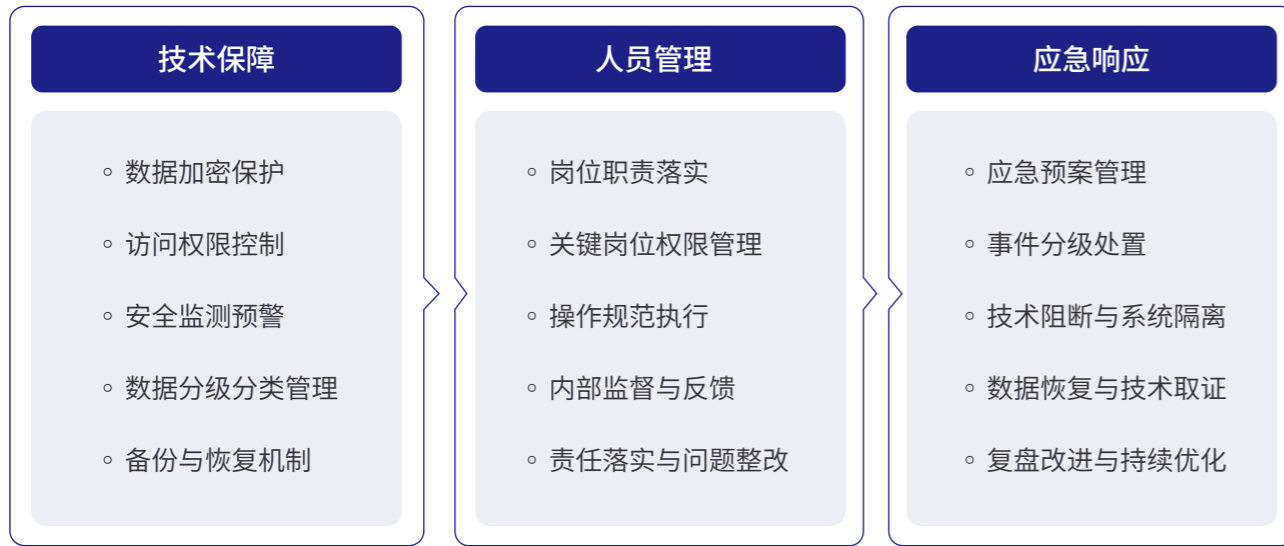 技术保障
数据加密保护
访问权限控制
安全监测预警
数据分级分类管理
备份与恢复机制
人员管理
岗位职责落实
关键岗位权限管理
操作规范执行
内部监督与反馈
责任落实与问题整改
应急响应
应急预案管理
事件分级处置
技术阻断与系统隔离
数据恢复与技术取证
复盘改进与持续优化